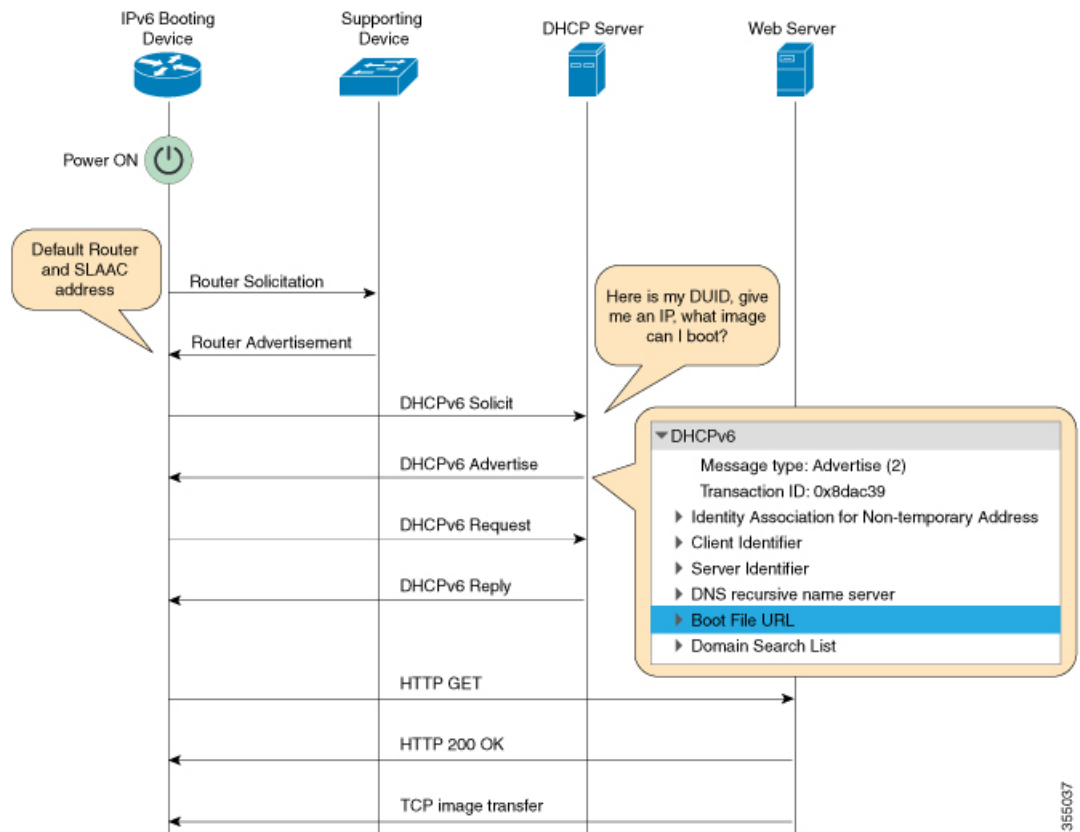 IPv6 Booting
Device
Supporting
Device
DHCP Server
Web Server
Power ON
Default Router
and SLAAC
address
Router Solicitation
Here is my DUID, give
me an IP, what image
can I boot?
Router Advertisement
DHCPv6 Solicit
DHCPv6 Advertise
DHCPv6
Message type: Advertise (2)
Transaction ID: 0x8dac39
Identity Association for Non-temporary Address
Client Identifier
Server Identifier
DNS recursive name server
Boot File URL
Domain Search List
DHCPv6 Request
DHCPv6 Reply
HTTP GET
HTTP 200 OK
TCP image transfer
355037